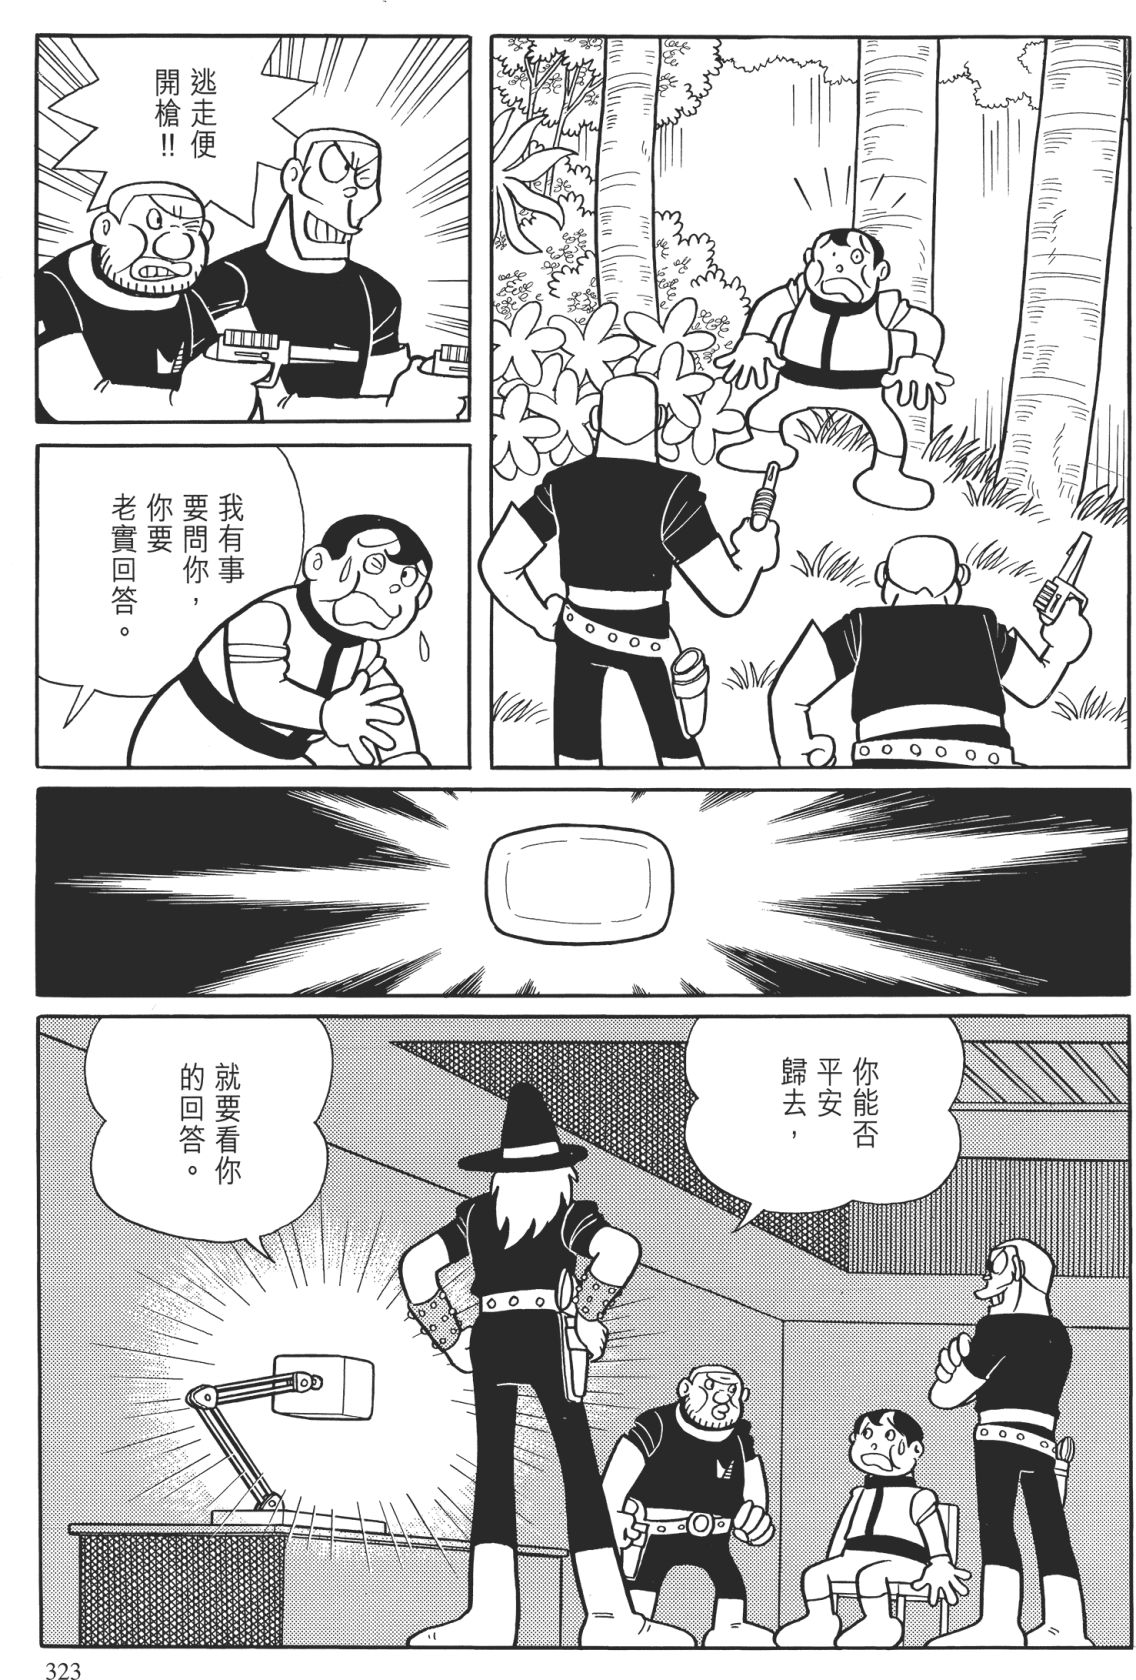 逃走便
開槍!!
我有事
要問你，
你要
老實回答。
你能否
平安
歸去，
就要看你
的回答。
323